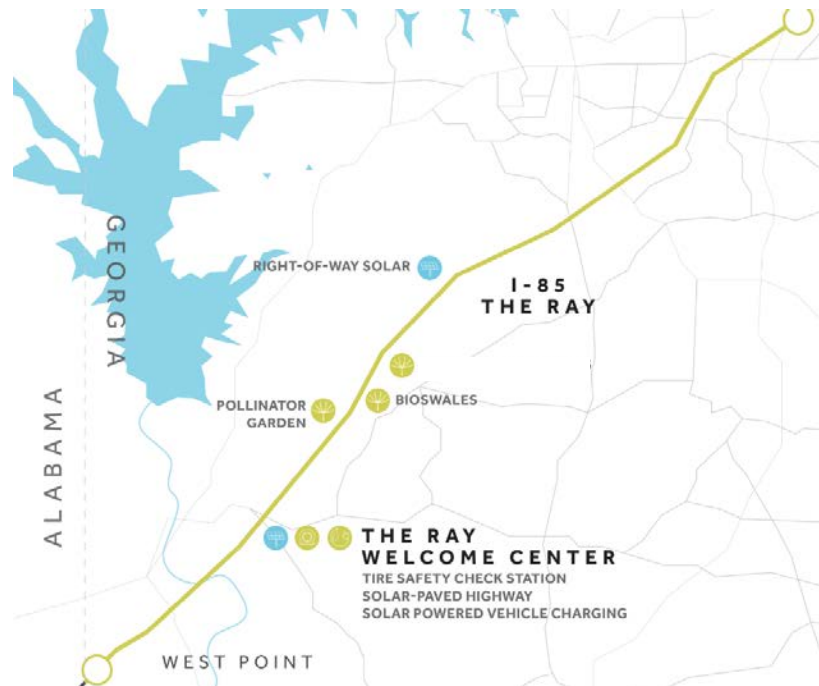 GEORGIA
ALABAMA
RIGHT-OF-WAY SOLAR
I-85
THE RAY
POLLINATOR
GARDEN
BIOSWALES
THE RAY
WELCOME CENTER
TIRE SAFETY CHECK STATION
SOLAR-PAVED HIGHWAY
SOLAR POWERED VEHICLE CHARGING
WEST POINT